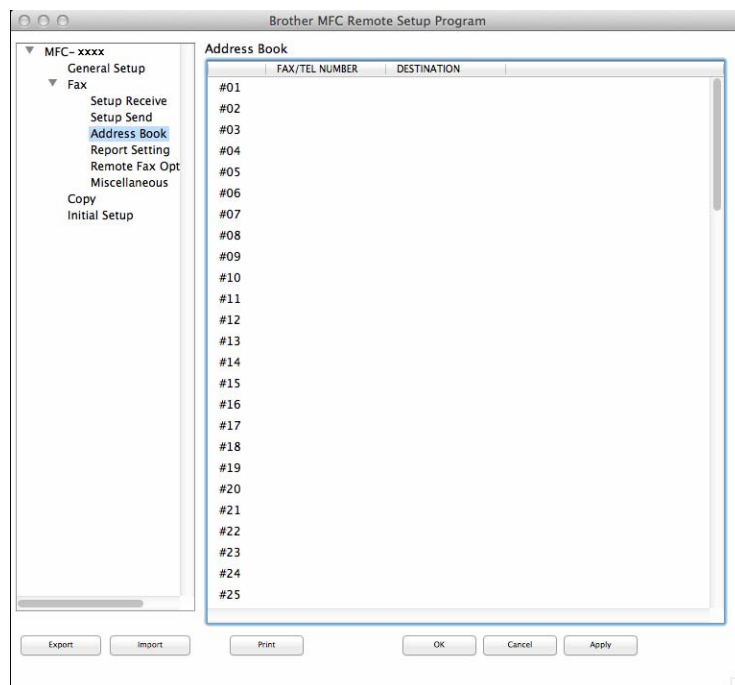 Brother MFC Remote Setup Program
MFC- xxxx
General Setup
Fax
Setup Receive
Setup Send
Address Book
Report Setting
Remote Fax Opt
Miscellaneous
Copy
Initial Setup
Address Book
FAX/TEL NUMBER DESTINATION
#01
#02
#03
#04
#05
#06
#07
#08
#09
#10
#11
#12
#13
#14
#15
#16
#17
#18
#19
#20
#21
#22
#23
#24
#25
Export Import Print OK Cancel Apply